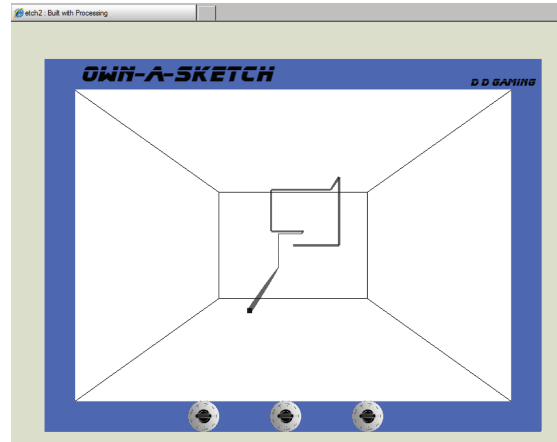 etch2 : Built with Processing
OWN-A-SKETCH
D D GAMING